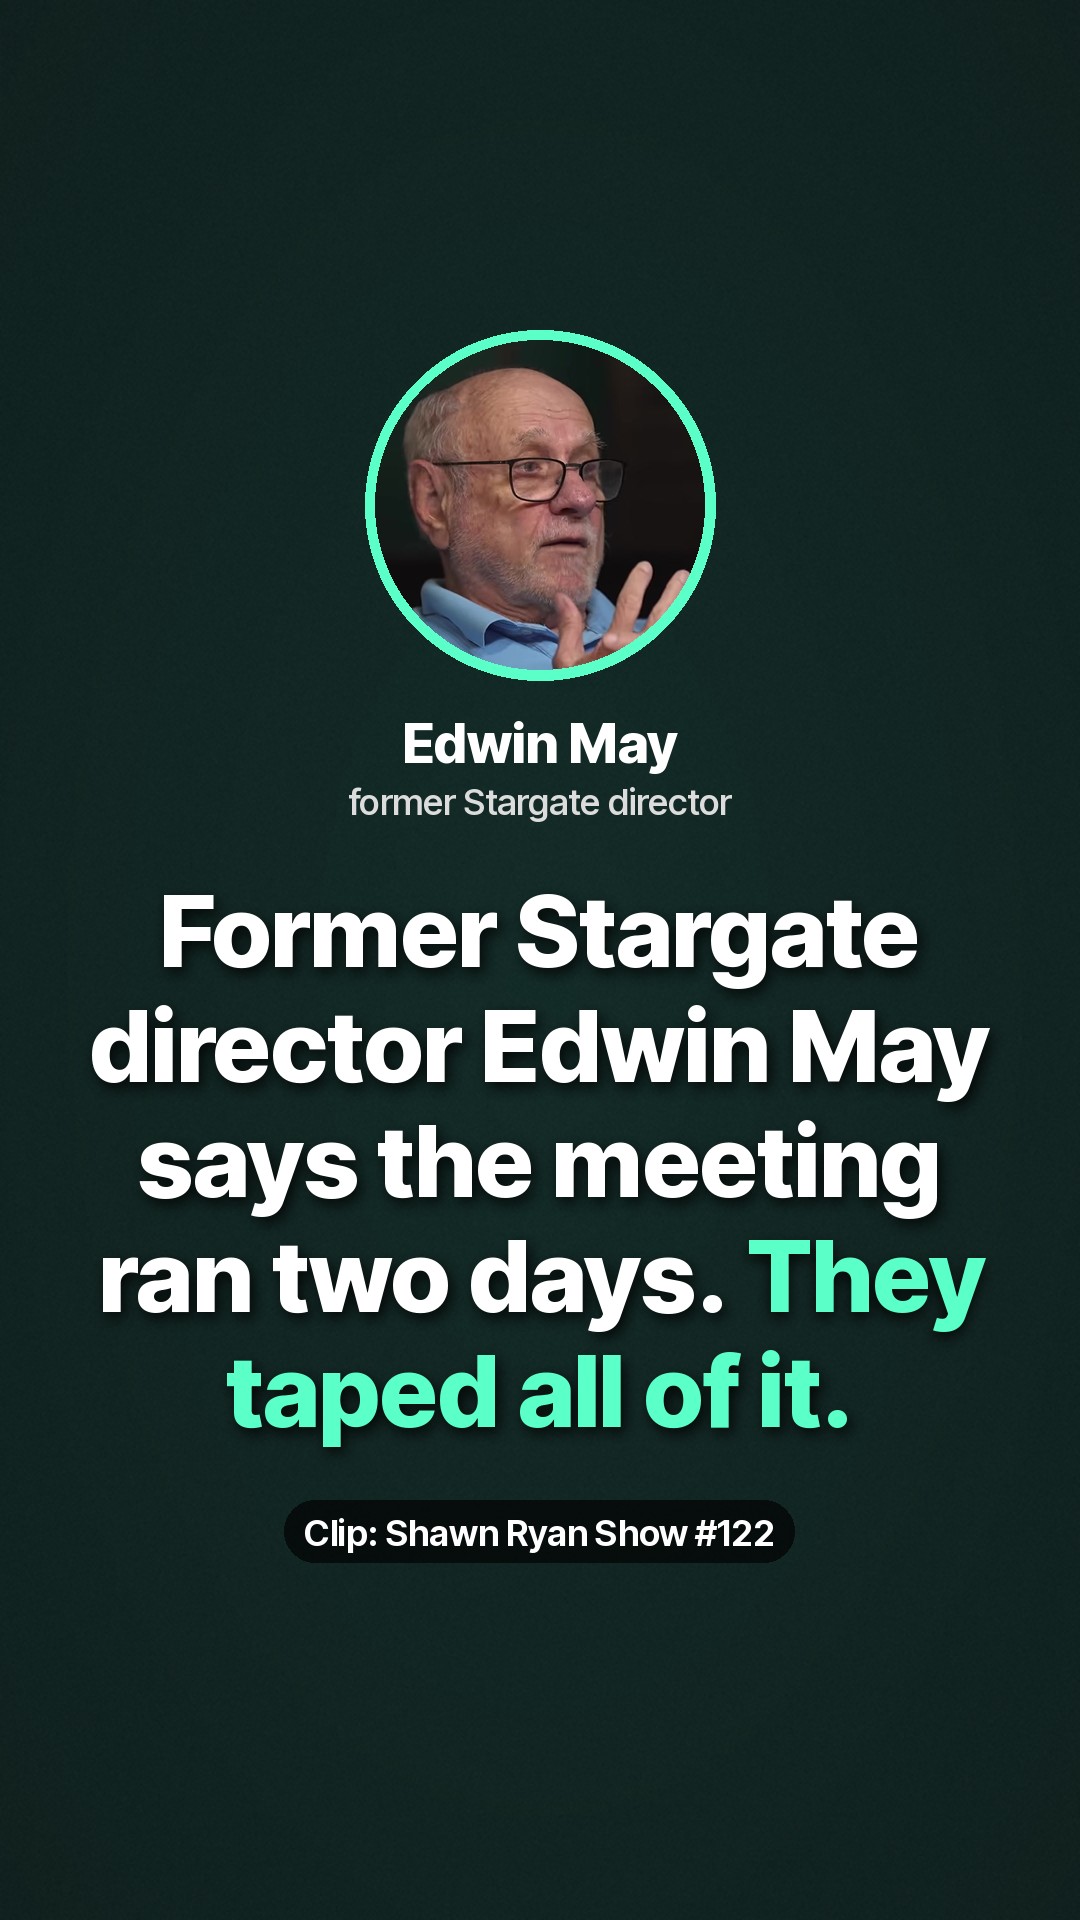 Edwin May
former Stargate director
Former Stargate
director Edwin May
says the meeting
ran two days. They
taped all of it.
Clip: Shawn Ryan Show #122